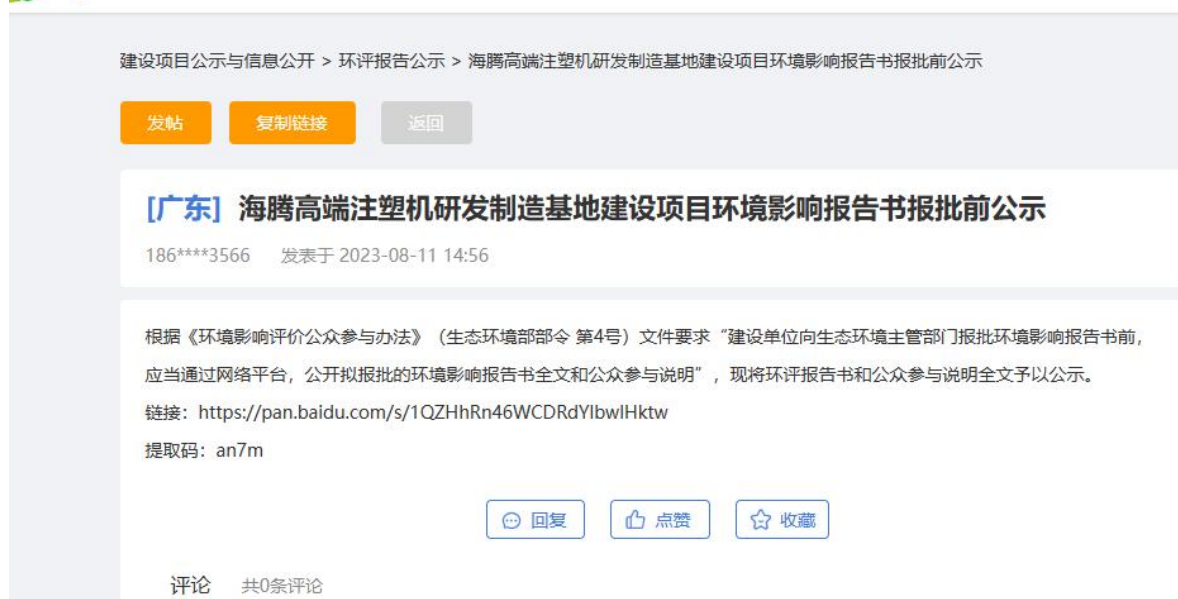 建设项目公示与信息公开 > 环评报告公示 > 海腾高端注塑机研发制造基地建设项目环境影响报告书报批前公示
发帖 复制链接 返回
[广东] 海腾高端注塑机研发制造基地建设项目环境影响报告书报批前公示
186****3566 发表于 2023-08-11 14:56
根据《环境影响评价公众参与办法》（生态环境部部令 第4号）文件要求“建设单位向生态环境主管部门报批环境影响报告书前，
应当通过网络平台，公开拟报批的环境影响报告书全文和公众参与说明”，现将环评报告书和公众参与说明全文予以公示。
链接：https://pan.baidu.com/s/1QZHhRn46WCDRdYlbwlHktw
提取码：an7m
回复 点赞 收藏
评论 共0条评论